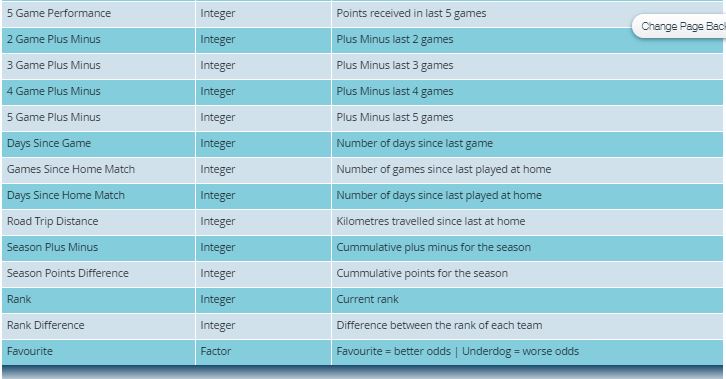 5 Game Performance Integer Points received in last 5 games
Change Page Bac
2 Game Plus Minus Integer Plus Minus last 2 games
3 Game Plus Minus Integer Plus Minus last 3 games
4 Game Plus Minus Integer Plus Minus last 4 games
5 Game Plus Minus Integer Plus Minus last 5 games
Days Since Game Integer Number of days since last game
Games Since Home Match Integer Number of games since last played at home
Days Since Home Match Integer Number of days since last played at home
Road Trip Distance Integer Kilometres travelled since last at home
Season Plus Minus Integer Cummulative plus minus for the season
Season Points Difference Integer Cummulative points for the season
Rank Integer Current rank
Rank Difference Integer Difference between the rank of each team
Favourite Factor Favourite = better odds | Underdog = worse odds